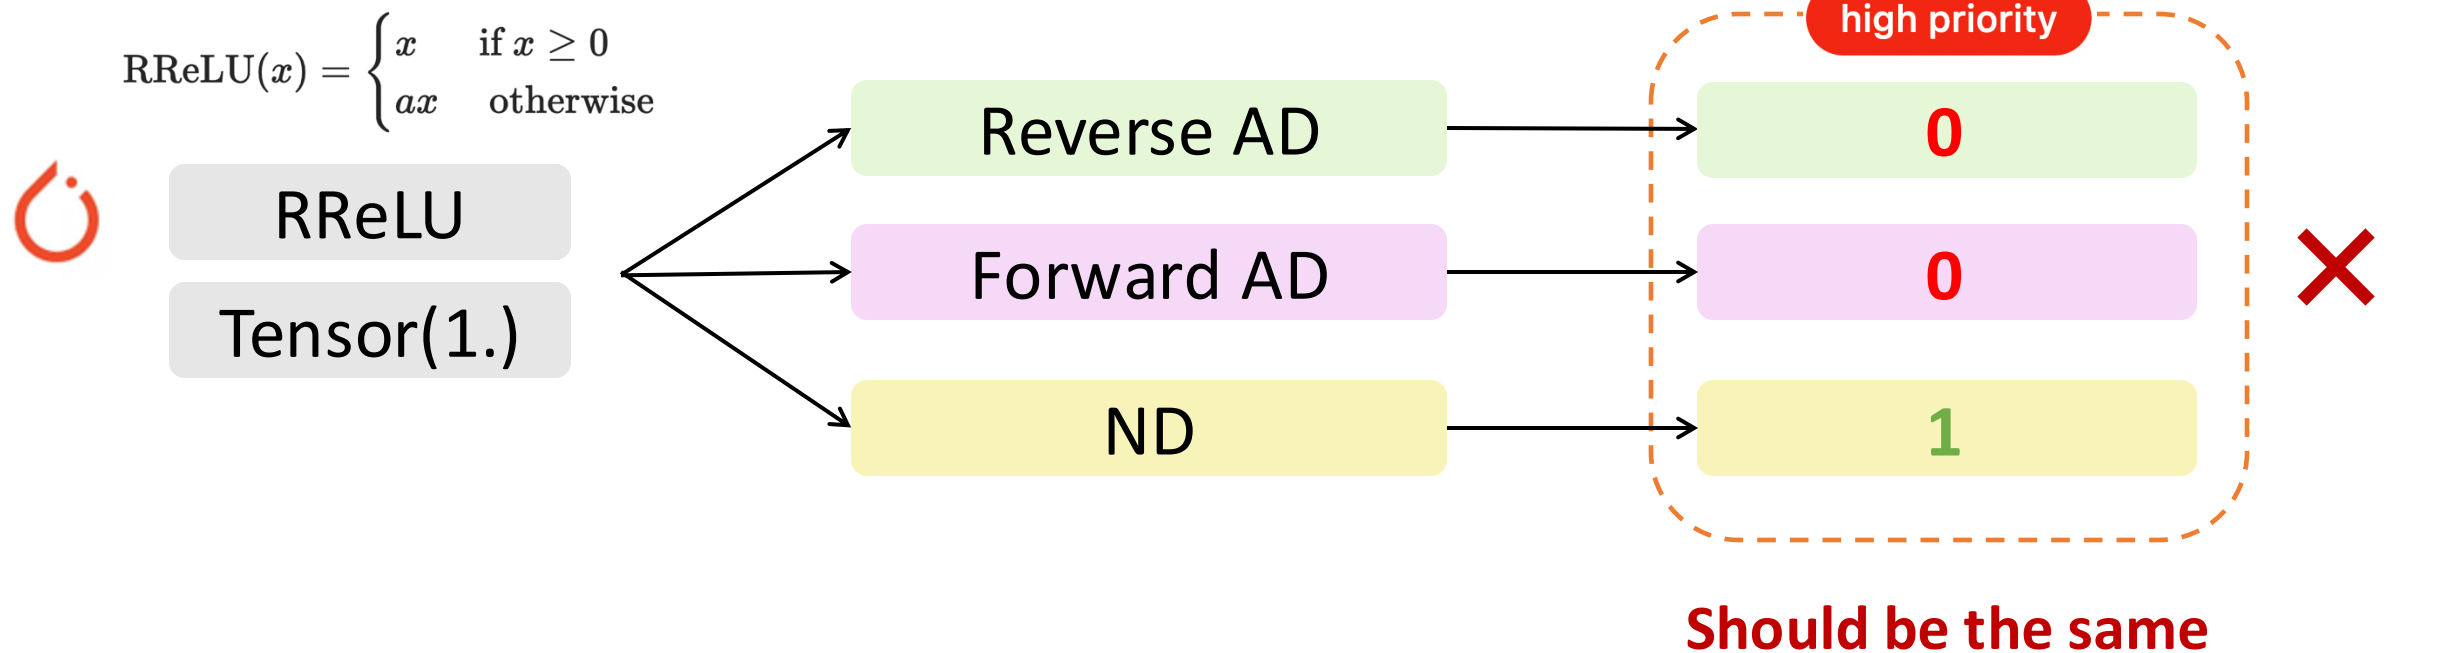 RReLU(x) = { x if x ≥ 0
ax otherwise
RReLU
Tensor(1.)
Reverse AD
Forward AD
ND
high priority
0
0
1
Should be the same